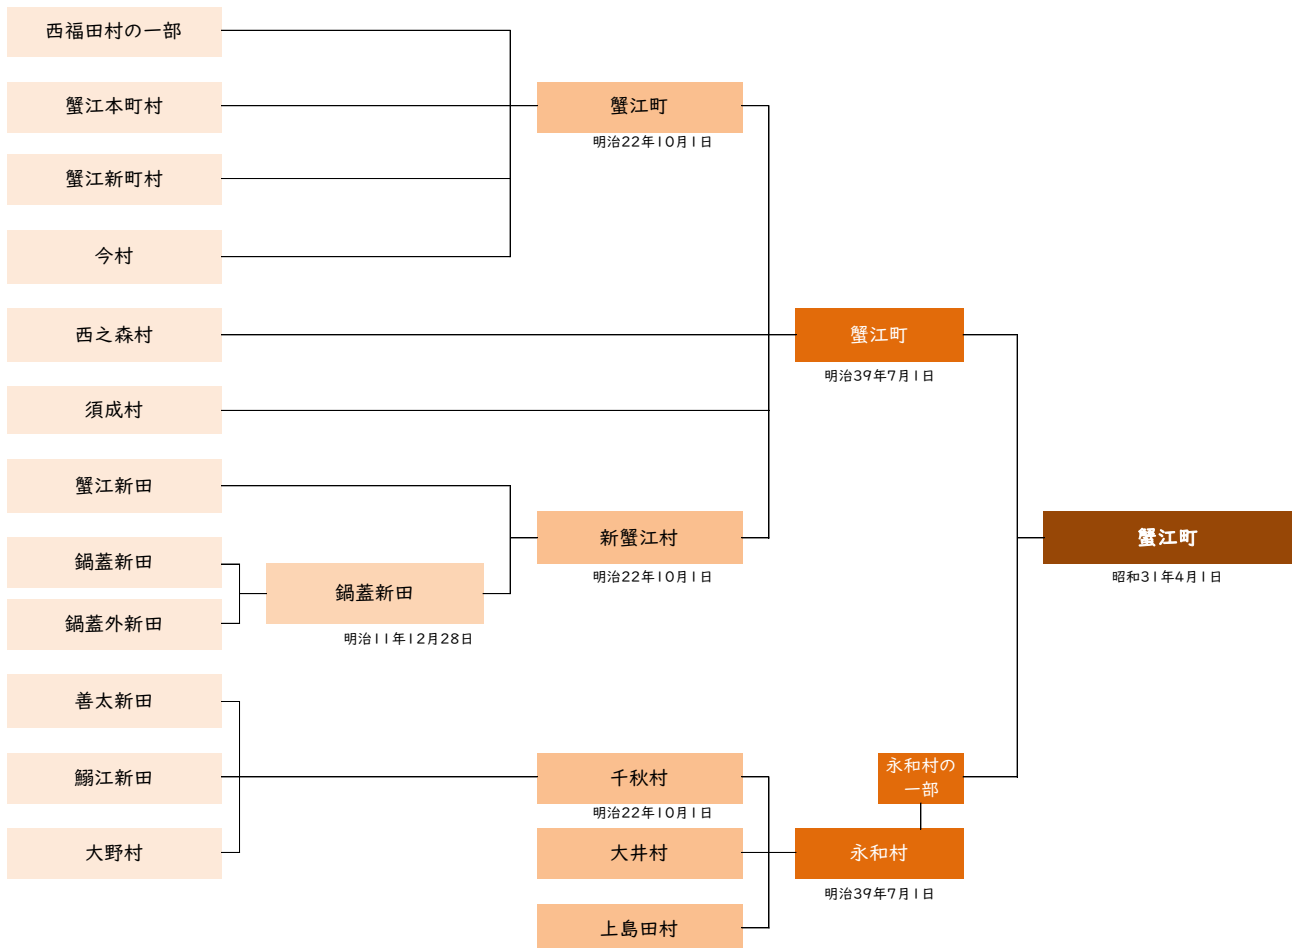 西福田村の一部
蟹江本町村
蟹江町
明治22年10月1日
蟹江新町村
今村
西之森村
蟹江町
明治39年7月1日
須成村
蟹江新田
新蟹江村
明治22年10月1日
蟹江町
昭和31年4月1日
鍋蓋新田
鍋蓋新田
明治11年12月28日
鍋蓋外新田
善太新田
鰯江新田
千秋村
明治22年10月1日
永和村の
一部
大野村
大井村
永和村
明治39年7月1日
上島田村